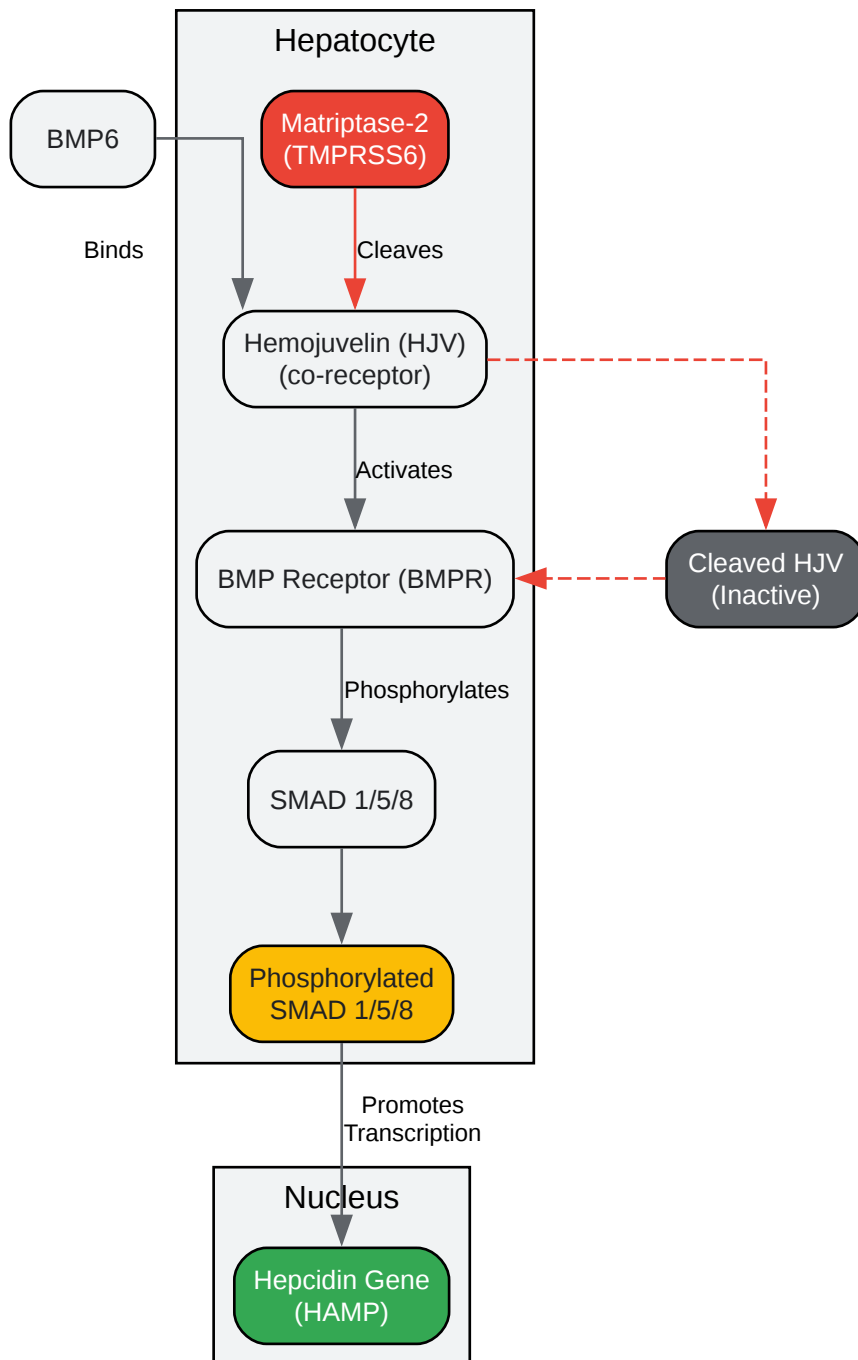 Hepatocyte
BMP6
Matriptase-2
(TMPRSS6)
Binds
Cleaves
Hemojuvelin (HJV)
(co-receptor)
Activates
BMP Receptor (BMPR)
Cleaved HJV
(Inactive)
Phosphorylates
SMAD 1/5/8
Phosphorylated
SMAD 1/5/8
Promotes
Transcription
Nucleus
Hepcidin Gene
(HAMP)